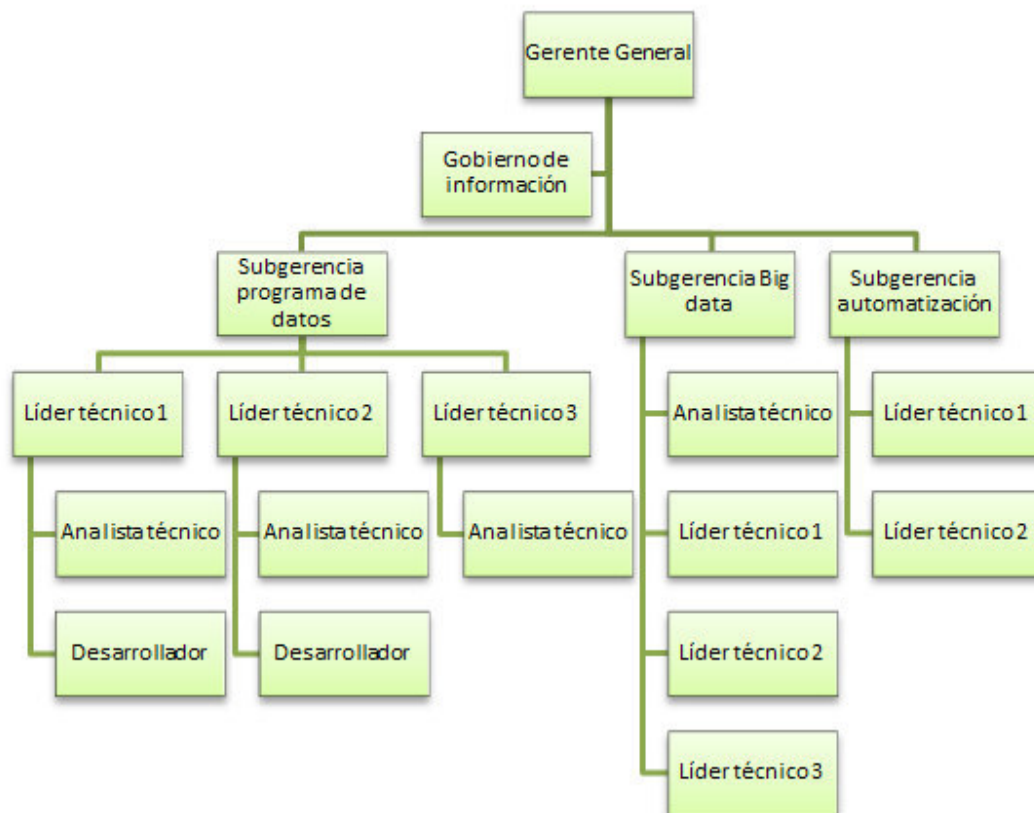 Gerente General
Gobierno de
información
Subgerencia
programa de
datos
Subgerencia Big
data
Subgerencia
automatización
Líder técnico 1
Líder técnico 2
Líder técnico 3
Analista técnico
Líder técnico 1
Analista técnico
Analista técnico
Analista técnico
Líder técnico 1
Líder técnico 2
Desarrollador
Desarrollador
Líder técnico 2
Líder técnico 3